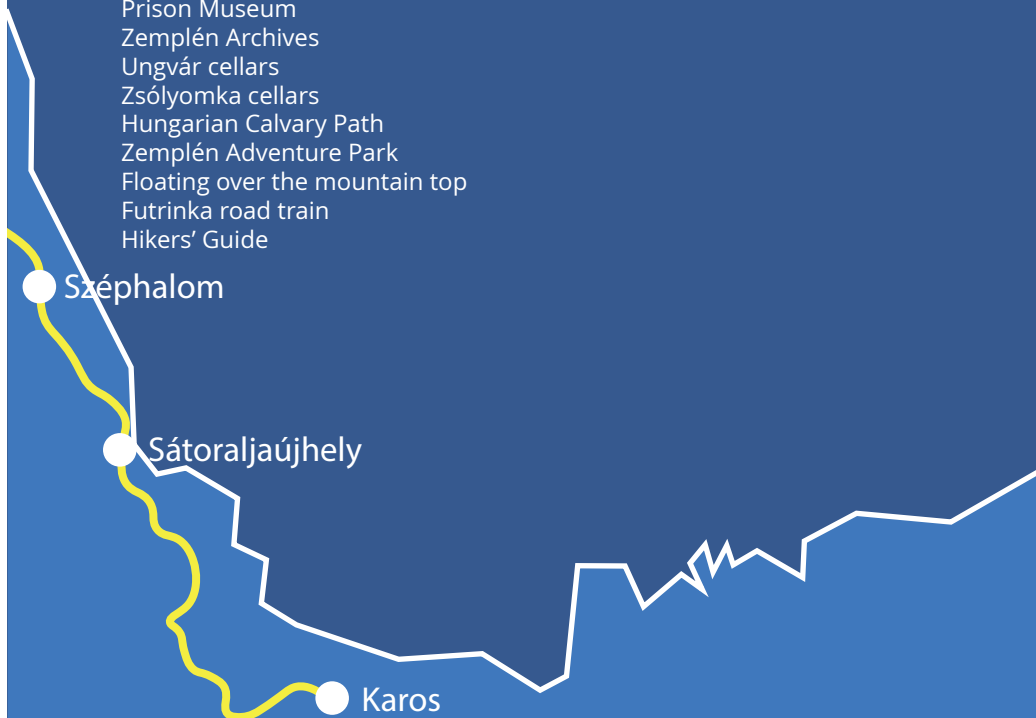 Prison Museum
Zemplén Archives
Ungvár cellars
Zsólyomka cellars
Hungarian Calvary Path
Zemplén Adventure Park
Floating over the mountain top
Futrinka road train
Hikers’ Guide
Széphalom
Sátoraljaújhely
Karos